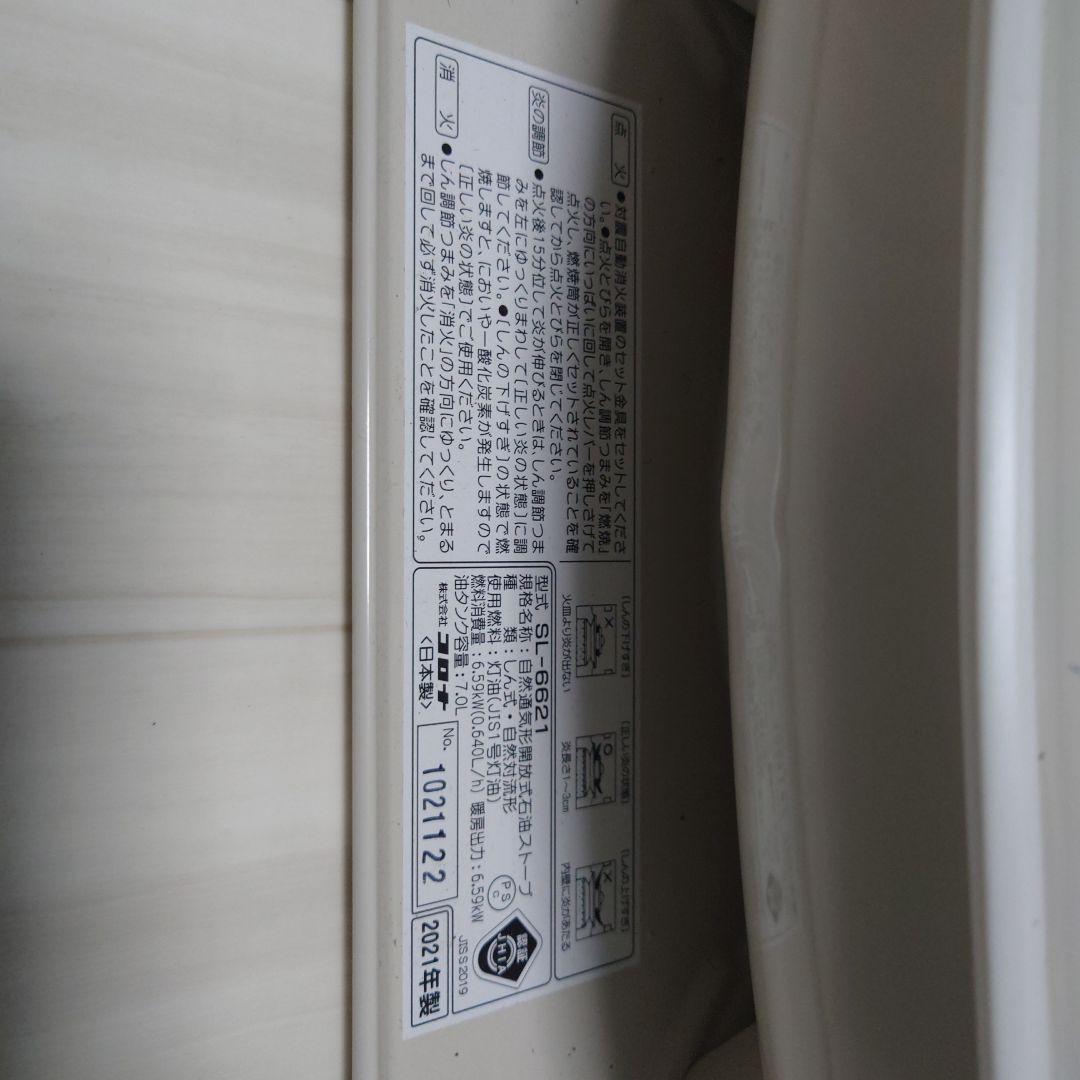 点火
●対震自動消火装置のセット金具をセットしてくださ
い。●点火とびらを開き、しん調節つまみを「燃焼」
の方向にいっぱいに回して点火レバーを押しさげて
点火し、燃焼筒が正しくセットされていることを確
認してから点火とびらを閉じてください。
炎の調節
●点火後15分位して炎が伸びるときは、しん調節つま
みを左にゆっくりまわして[正しい炎の状態]に調
節してください。●[しんの下げすぎ]の状態で燃
焼しますと、においや一酸化炭素が発生しますので
[正しい炎の状態]でご使用ください。
消火
●しん調節つまみを「消火」の方向にゆっくり、とまる
まで回して必ず消火したことを確認してください。
[しんの下げすぎ]
火皿より炎が出ない
[正しい炎の状態]
炎長さ1〜3cm
[しんの上げすぎ]
内筒に炎があたる
型式 SL-6621
規格名称：自然通気形開放式石油ストーブ
種類：しん式・自然対流形
使用燃料：灯油(JIS1号灯油)
燃料消費量：6.59kW(0.640L/h) 暖房出力：6.59kW
油タンク容量：7.0L
PS
C
認証
JHIA
JIS S 2019
株式会社 コロナ
<日本製>
No. 1021122
2021年製